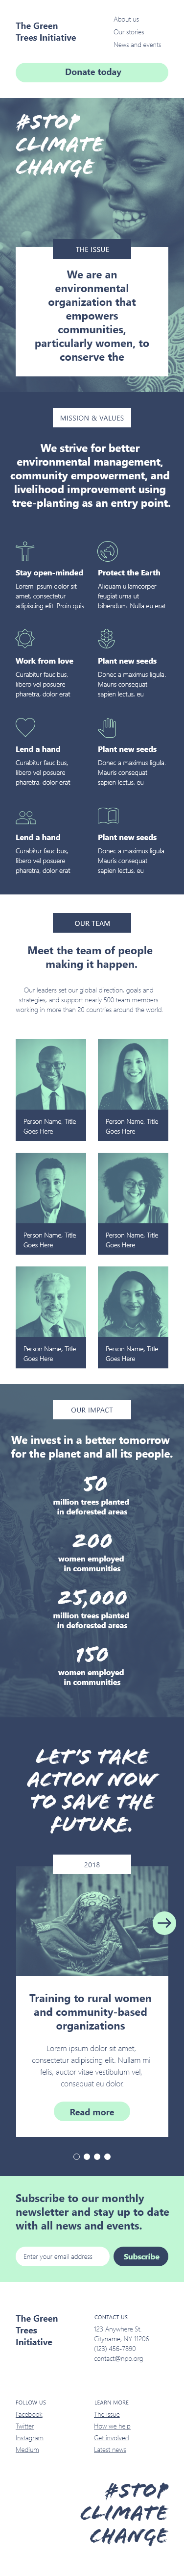 The Green
Trees Initiative
About us
Our stories
News and events
Donate today
#STOP
CLIMATE
CHANGE
THE ISSUE
We are an
environmental
organization that
empowers
communities,
particularly women, to
conserve the
MISSION & VALUES
We strive for better
environmental management,
community empowerment, and
livelihood improvement using
tree-planting as an entry point.
Stay open-minded
Lorem ipsum dolor sit
amet, consectetur
adipiscing elit. Proin quis
Protect the Earth
Aliquam ullamcorper
feugiat urna ut
bibendum. Nulla eu erat
Work from love
Curabitur faucibus,
libero vel posuere
pharetra, dolor erat
Plant new seeds
Donec a maximus ligula.
Mauris consequat
sapien lectus, eu
Lend a hand
Curabitur faucibus,
libero vel posuere
pharetra, dolor erat
Plant new seeds
Donec a maximus ligula.
Mauris consequat
sapien lectus, eu
Lend a hand
Curabitur faucibus,
libero vel posuere
pharetra, dolor erat
Plant new seeds
Donec a maximus ligula.
Mauris consequat
sapien lectus, eu
OUR TEAM
Meet the team of people
making it happen.
Our leaders set our global direction, goals and
strategies, and support nearly 500 team members
working in more than 20 countries around the world.
Person Name, Title
Goes Here
Person Name, Title
Goes Here
Person Name, Title
Goes Here
Person Name, Title
Goes Here
Person Name, Title
Goes Here
Person Name, Title
Goes Here
OUR IMPACT
We invest in a better tomorrow
for the planet and all its people.
50
million trees planted
in deforested areas
200
women employed
in communities
25,000
million trees planted
in deforested areas
150
women employed
in communities
LET'S TAKE
ACTION NOW
TO SAVE THE
FUTURE.
2018
Training to rural women
and community-based
organizations
Lorem ipsum dolor sit amet,
consectetur adipiscing elit. Nullam mi
felis, auctor vitae vestibulum vel,
consequat eu dolor.
Read more
Subscribe to our monthly
newsletter and stay up to date
with all news and events.
Enter your email address
Subscribe
The Green
Trees
Initiative
CONTACT US
123 Anywhere St.
Cityname, NY 11206
(123) 456-7890
contact@npo.org
FOLLOW US
Facebook
Twitter
Instagram
Medium
LEARN MORE
The issue
How we help
Get involved
Latest news
#STOP
CLIMATE
CHANGE